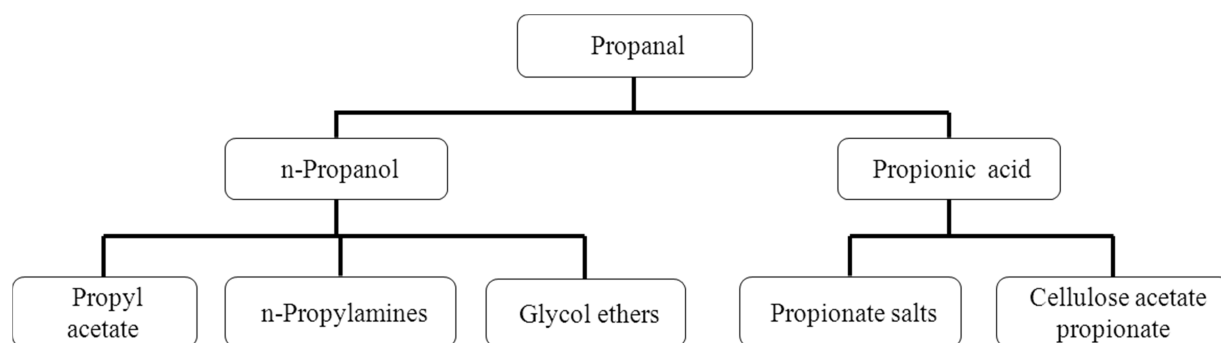 Propanal
n-Propanol
Propionic acid
Propyl
acetate
n-Propylamines
Glycol ethers
Propionate salts
Cellulose acetate
propionate